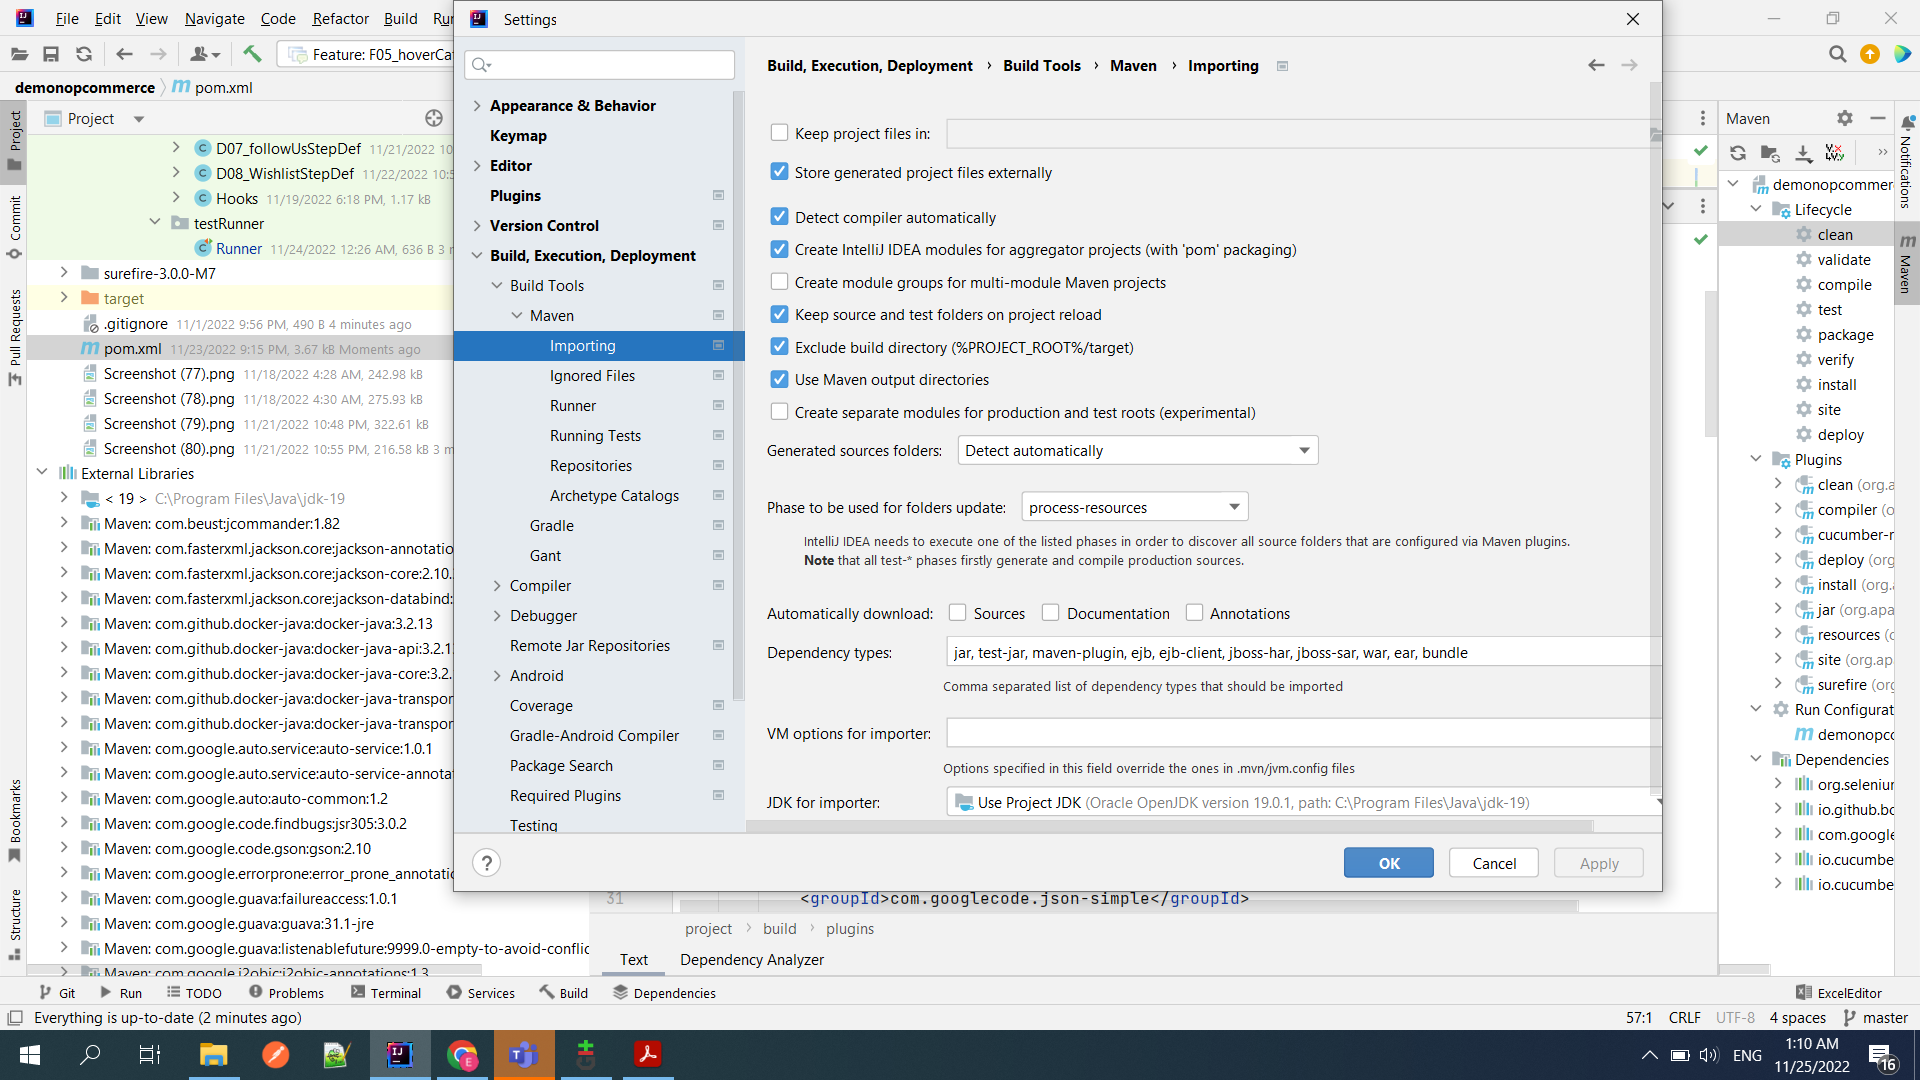 File Edit View Navigate Code Refactor Build
Settings
Feature: F05_hoverCa
demonopcommerce pom.xml
Project
D07_followUsStepDef 11/21/2022 10
D08_WishlistStepDef 11/22/2022 10:5
Hooks 11/19/2022 6:18 PM, 1.17 kB
testRunner
Runner 11/24/2022 12:26 AM, 636 B 3
surefire-3.0.0-M7
target
.gitignore 11/1/2022 9:56 PM, 490 B 4 minutes ago
pom.xml 11/23/2022 9:15 PM, 3.67 kB Moments ago
Screenshot (77).png 11/18/2022 4:28 AM, 242.98 kB
Screenshot (78).png 11/18/2022 4:30 AM, 275.93 kB
Screenshot (79).png 11/21/2022 10:48 PM, 322.61 kB
Screenshot (80).png 11/21/2022 10:55 PM, 216.58 kB 3 m
External Libraries
< 19 > C:\Program Files\Java\jdk-19
Maven: com.beust:jcommander:1.82
Maven: com.fasterxml.jackson.core:jackson-annotatio
Maven: com.fasterxml.jackson.core:jackson-core:2.10.
Maven: com.fasterxml.jackson.core:jackson-databind:
Maven: com.github.docker-java:docker-java:3.2.13
Maven: com.github.docker-java:docker-java-api:3.2.1
Maven: com.github.docker-java:docker-java-core:3.2.
Maven: com.github.docker-java:docker-java-transpor
Maven: com.github.docker-java:docker-java-transpor
Maven: com.google.auto.service:auto-service:1.0.1
Maven: com.google.auto.service:auto-service-annotat
Maven: com.google.auto:auto-common:1.2
Maven: com.google.code.findbugs:jsr305:3.0.2
Maven: com.google.code.gson:gson:2.10
Maven: com.google.errorprone:error_prone_annotatio
Maven: com.google.guava:failureaccess:1.0.1
Maven: com.google.guava:guava:31.1-jre
Maven: com.google.guava:listenablefuture:9999.0-empty-to-avoid-conflic
Maven: com.google.j2objc:j2objc-annotations:1.3
Project
Commit
Pull Requests
Bookmarks
Structure
Appearance & Behavior
Keymap
Editor
Plugins
Version Control
Build, Execution, Deployment
Build Tools
Maven
Importing
Ignored Files
Runner
Running Tests
Repositories
Archetype Catalogs
Gradle
Gant
Compiler
Debugger
Remote Jar Repositories
Android
Coverage
Gradle-Android Compiler
Package Search
Required Plugins
Testing
Build, Execution, Deployment › Build Tools › Maven › Importing
Keep project files in:
Store generated project files externally
Detect compiler automatically
Create IntelliJ IDEA modules for aggregator projects (with 'pom' packaging)
Create module groups for multi-module Maven projects
Keep source and test folders on project reload
Exclude build directory (%PROJECT_ROOT%/target)
Use Maven output directories
Create separate modules for production and test roots (experimental)
Generated sources folders: Detect automatically
Phase to be used for folders update: process-resources
IntelliJ IDEA needs to execute one of the listed phases in order to discover all source folders that are configured via Maven plugins.
Note that all test-* phases firstly generate and compile production sources.
Automatically download: Sources Documentation Annotations
Dependency types: jar, test-jar, maven-plugin, ejb, ejb-client, jboss-har, jboss-sar, war, ear, bundle
Comma separated list of dependency types that should be imported
VM options for importer:
Options specified in this field override the ones in .mvn/jvm.config files
JDK for importer: Use Project JDK (Oracle OpenJDK version 19.0.1, path: C:\Program Files\Java\jdk-19)
? OK Cancel Apply
31 <groupId>com.googlecode.json-simple</groupId>
project › build › plugins
Text Dependency Analyzer
Maven
demonopcommer
Lifecycle
clean
validate
compile
test
package
verify
install
site
deploy
Plugins
clean (org.a
compiler (o
cucumber-r
deploy (org
install (org.
jar (org.apa
resources (o
site (org.ap
surefire (org
Run Configurat
demonopco
Dependencies
org.seleniur
io.github.bo
com.google
io.cucumbe
io.cucumbe
Notifications
m Maven
Git Run TODO Problems Terminal Services Build Dependencies ExcelEditor
Everything is up-to-date (2 minutes ago) 57:1 CRLF UTF-8 4 spaces master
ENG 1:10 AM
11/25/2022 16